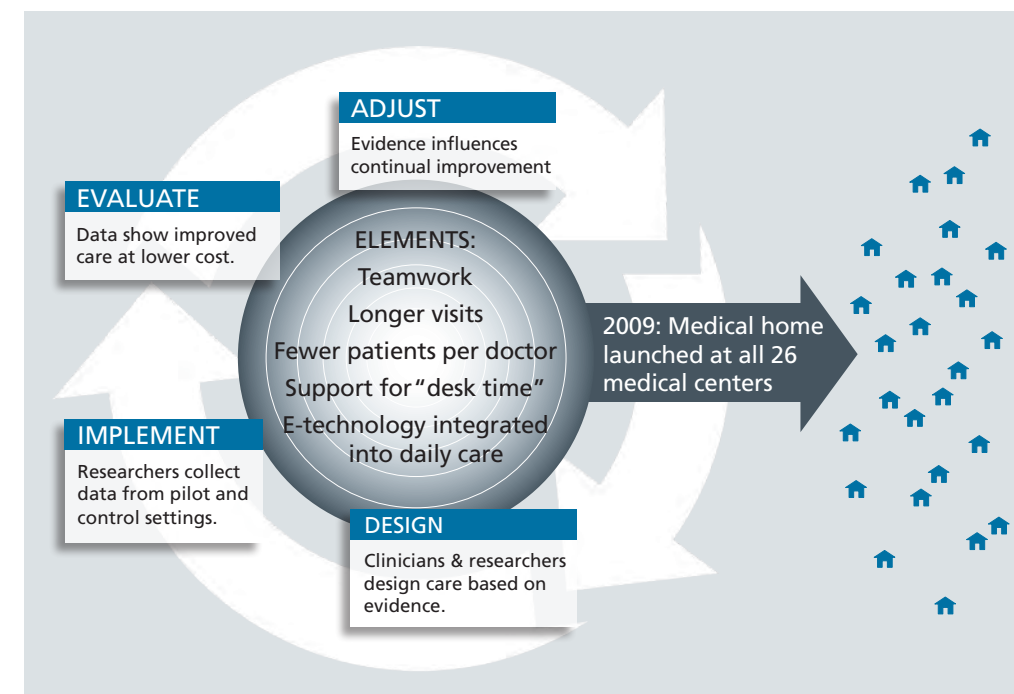 ADJUST
Evidence influences
continual improvement
EVALUATE
Data show improved
care at lower cost.
ELEMENTS:
Teamwork
Longer visits
Fewer patients per doctor
Support for “desk time”
E-technology integrated
into daily care
2009: Medical home
launched at all 26
medical centers
IMPLEMENT
Researchers collect
data from pilot and
control settings.
DESIGN
Clinicians & researchers
design care based on
evidence.